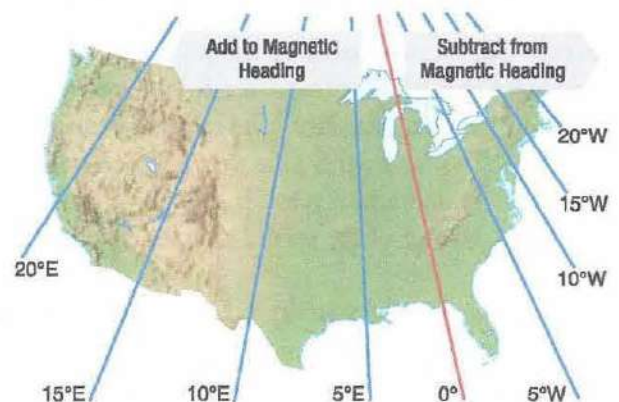 Add to Magnetic
Heading
Subtract from
Magnetic Heading
20°W
15°W
20°E
10°W
15°E
10°E
5°E
0°
5°W